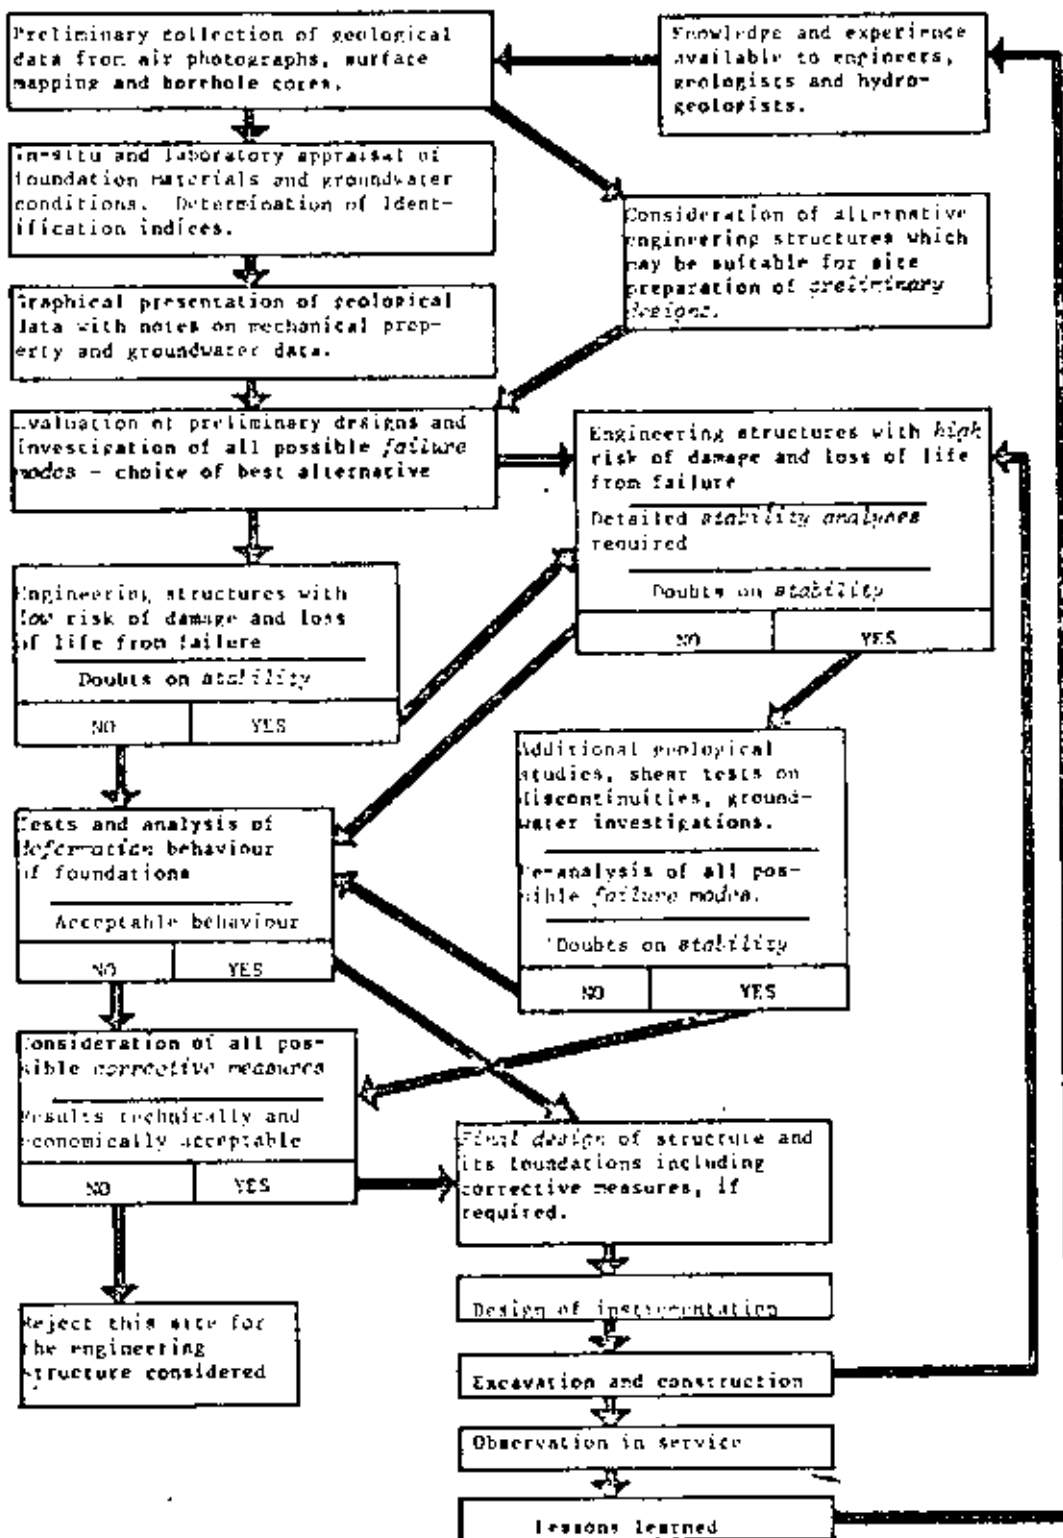 Preliminary collection of geological
data from air photographs, surface
mapping and borehole cores.
Knowledge and experience
available to engineers,
geologists and hydro-
geologists.
In-situ and laboratory appraisal of
foundation materials and groundwater
conditions. Determination of Ident-
ification indices.
Consideration of alternative
engineering structures which
may be suitable for site
preparation of preliminary
designs.
Graphical presentation of geological
data with notes on mechanical prop-
erty and groundwater data.
Evaluation of preliminary designs and
investigation of all possible failure
modes - choice of best alternative
Engineering structures with high
risk of damage and loss of life
from failure
Detailed stability analyses
required
Doubts on stability
NO YES
Engineering structures with
low risk of damage and loss
of life from failure
Doubts on stability
NO YES
Additional geological
studies, shear tests on
discontinuities, ground-
water investigations.
Re-analysis of all pos-
sible failure modes.
Doubts on stability
NO YES
Tests and analysis of
deformation behaviour
of foundations
Acceptable behaviour
NO YES
Consideration of all pos-
sible corrective measures
Results technically and
economically acceptable
NO YES
Final design of structure and
its foundations including
corrective measures, if
required.
Design of instrumentation
Reject this site for
the engineering
structure considered
Excavation and construction
Observation in service
Lessons learned